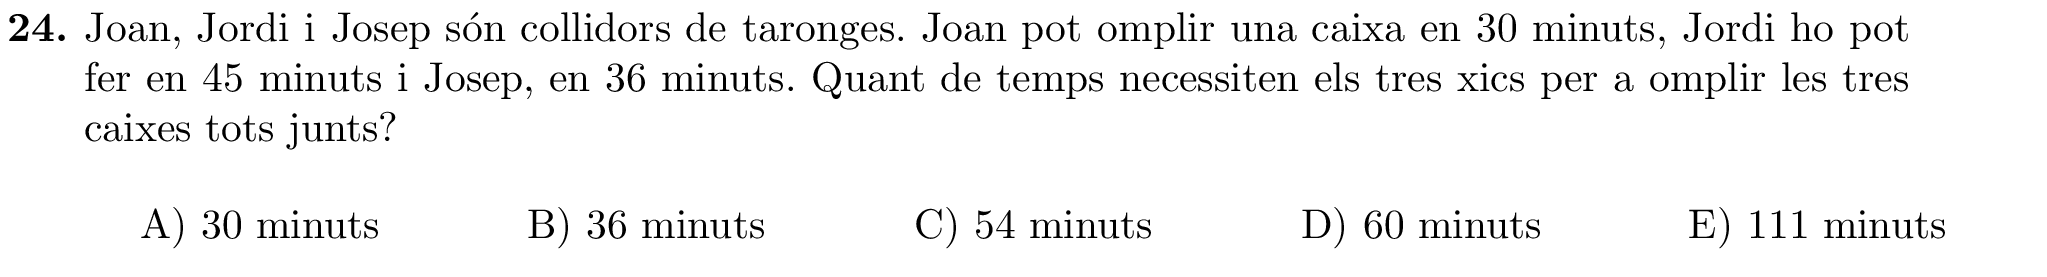 24. Joan, Jordi i Josep són collidors de taronges. Joan pot omplir una caixa en 30 minuts, Jordi ho pot
fer en 45 minuts i Josep, en 36 minuts. Quant de temps necessiten els tres xics per a omplir les tres
caixes tots junts?
A) 30 minuts B) 36 minuts C) 54 minuts D) 60 minuts E) 111 minuts